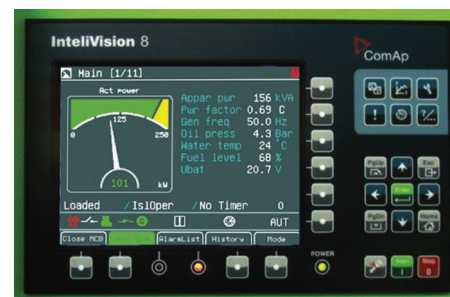 InteliVision 8
ComAp
Main [1/11]
Act power
0
125
250
101 kW
Appar pwr 156 kVA
Pwr factor 0.69 C
Gen freq 50.0 Hz
Oil press 4.3 Bar
Water temp 24 °C
Fuel level 68 %
Ubat 20.7 V
Loaded /IslOper /No Timer 0
AUT
Close MCB
AlarmList
History
Mode
POWER
PgUp
Esc
Enter
PgDn
Home
Start
I
Stop
0